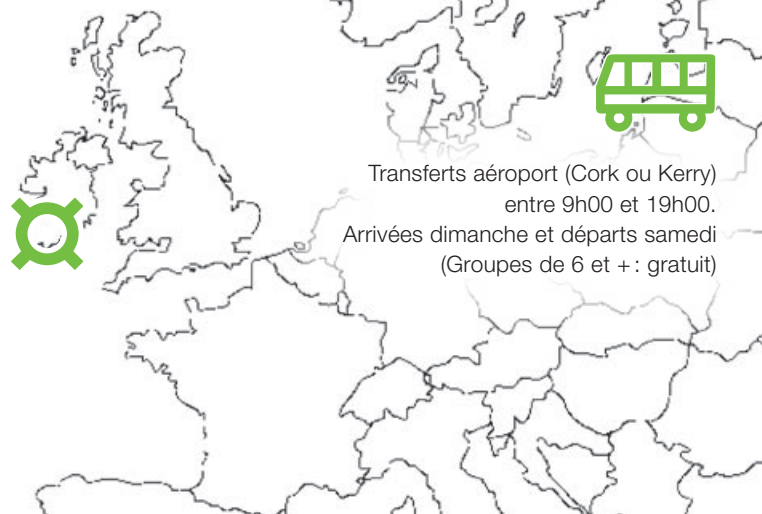 Transferts aéroport (Cork ou Kerry)
entre 9h00 et 19h00.
Arrivées dimanche et départs samedi
(Groupes de 6 et + : gratuit)